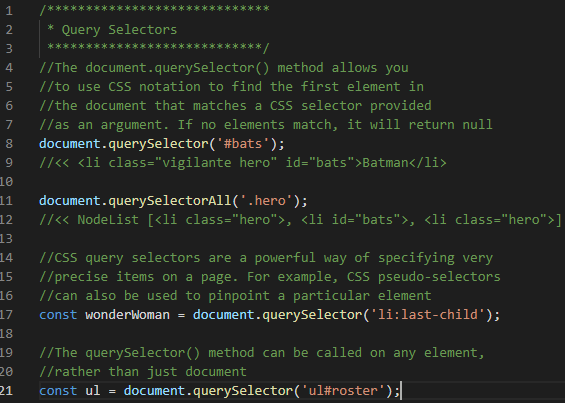 1 /****************************
2 * Query Selectors
3 ***************************/
4 //The document.querySelector() method allows you
5 //to use CSS notation to find the first element in
6 //the document that matches a CSS selector provided
7 //as an argument. If no elements match, it will return null
8 document.querySelector('#bats');
9 //<< <li class="vigilante hero" id="bats">Batman</li>
10
11 document.querySelectorAll('.hero');
12 //<< NodeList [<li class="hero">, <li id="bats">, <li class="hero">]
13
14 //CSS query selectors are a powerful way of specifying very
15 //precise items on a page. For example, CSS pseudo-selectors
16 //can also be used to pinpoint a particular element
17 const wonderWoman = document.querySelector('li:last-child');
18
19 //The querySelector() method can be called on any element,
20 //rather than just document
21 const ul = document.querySelector('ul#roster');